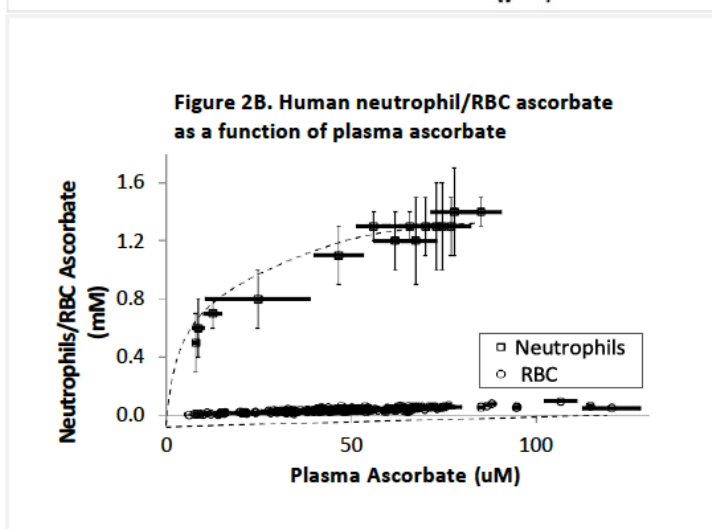 Figure 2B. Human neutrophil/RBC ascorbate
as a function of plasma ascorbate
Neutrophils/RBC Ascorbate
(mM)
1.6
1.2
0.8
0.4
0.0
Neutrophils
RBC
0
50
100
Plasma Ascorbate (uM)